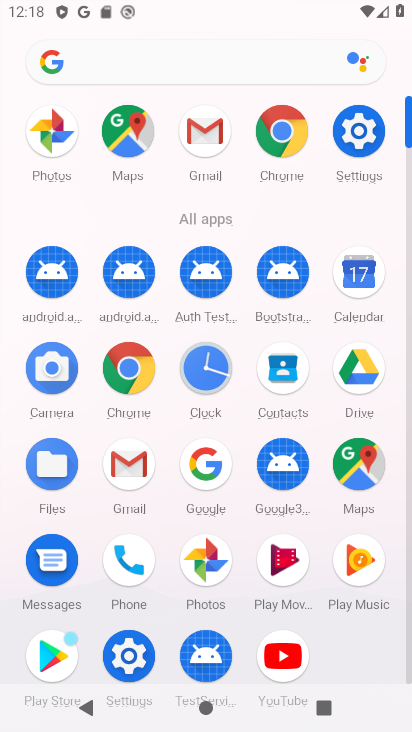 12:18
G
Photos Maps Gmail Chrome Settings
All apps
android.a... android.a... Auth Test... Bootstra... Calendar
17
Camera Chrome Clock Contacts Drive
Files Gmail Google Google3... Maps
Messages Phone Photos Play Mov... Play Music
Play Store Settings TestServi... YouTube